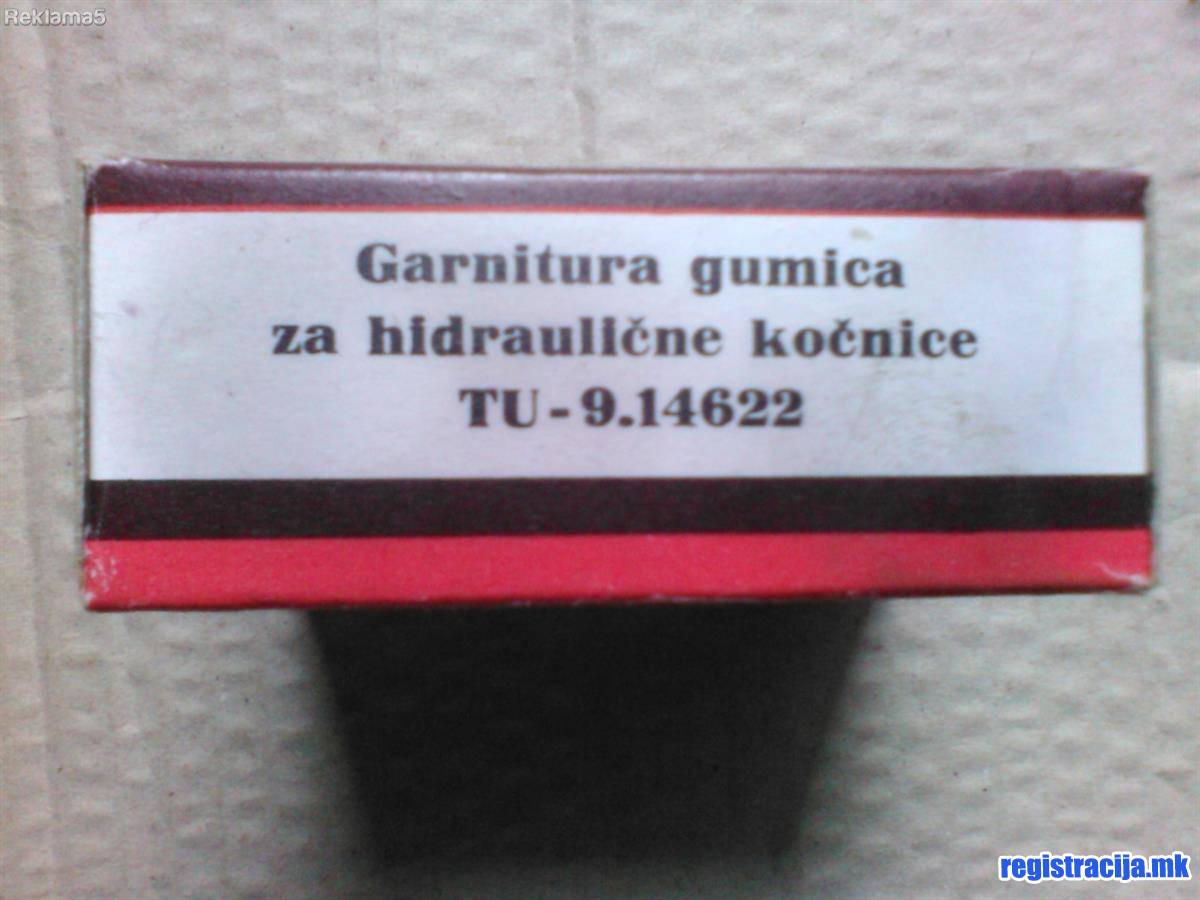 Reklama5
Garnitura gumica
za hidraulične kočnice
TU-9.14622
registracija.mk